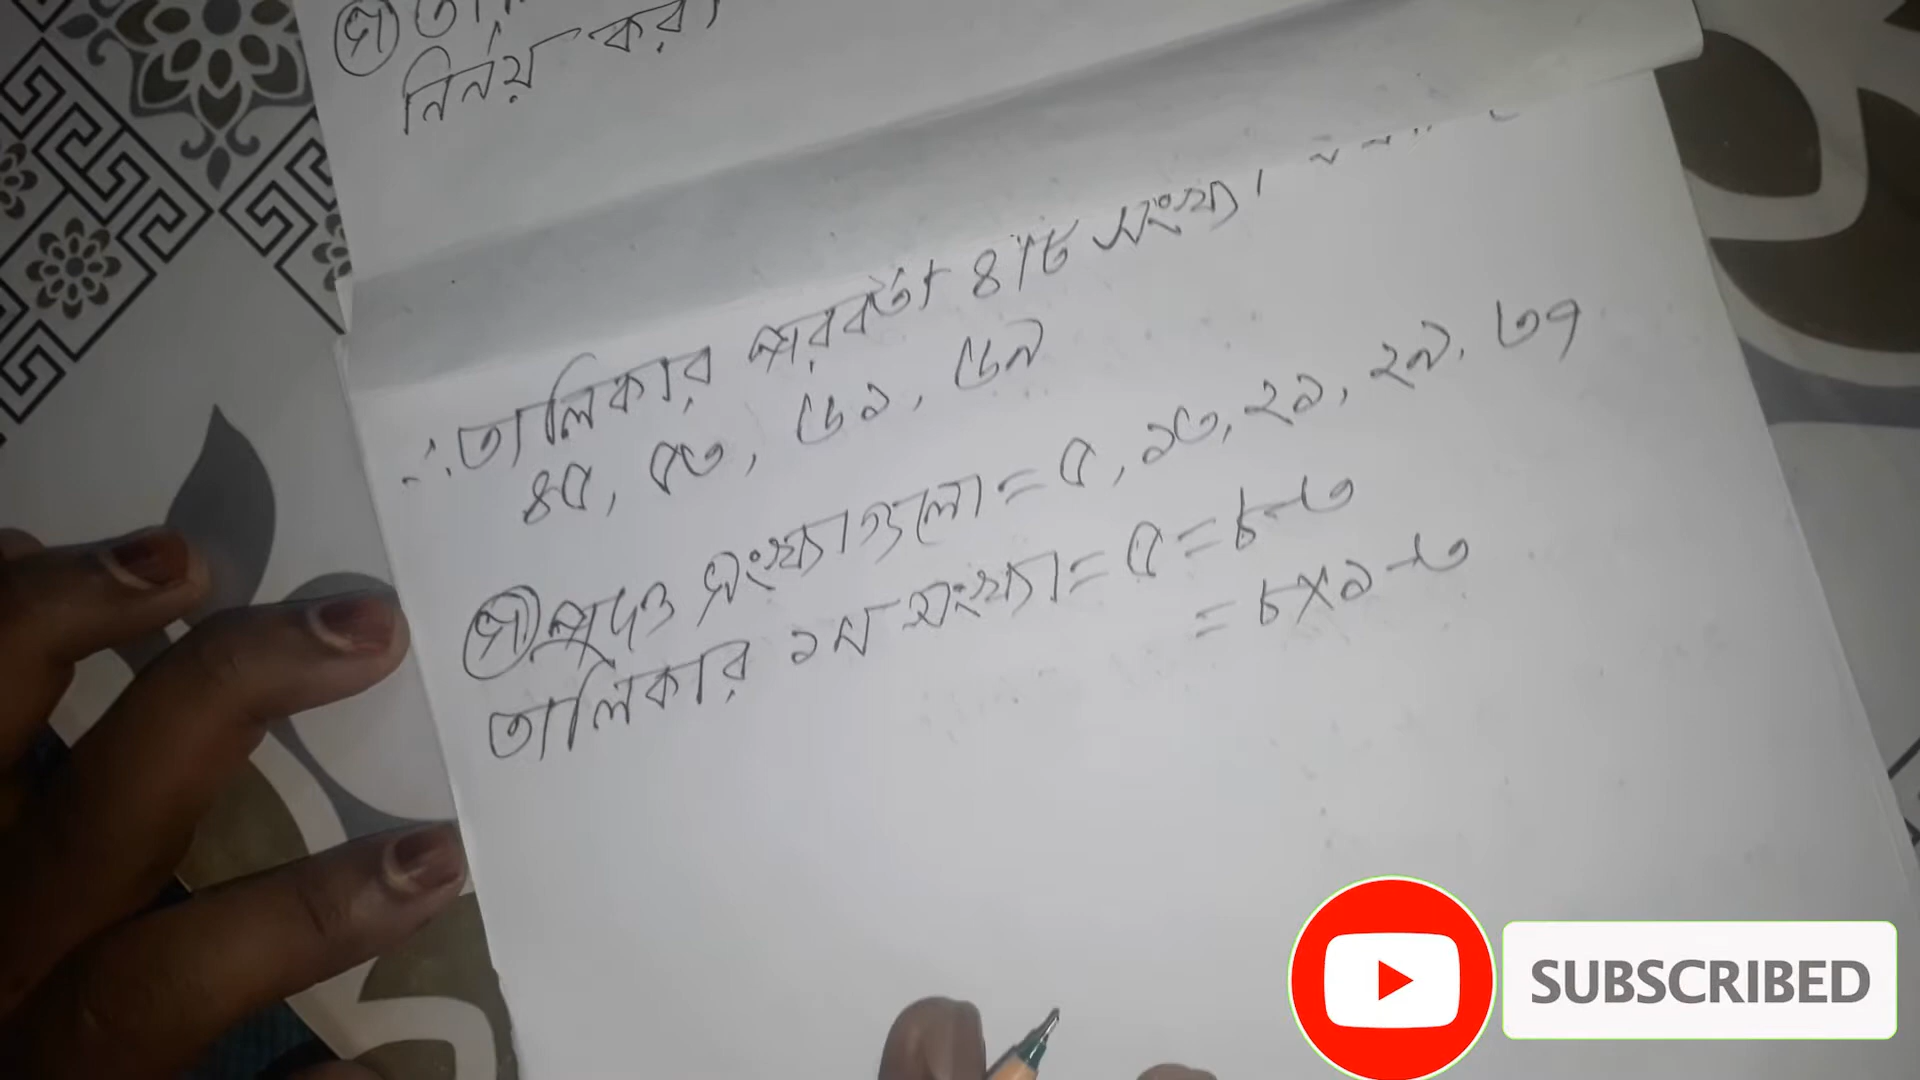 নির্নয় কর।
∴ তালিকার পরবর্তী ৪টি সংখ্যা
৪৫, ৫৩, ৬১, ৬৯
গ প্রদত্ত সংখ্যাগুলো = ৫, ১৩, ২১, ২৯, ৩৭
তালিকার ১ম সংখ্যা = ৫ = ৮-৩
= ৮×১-৩
SUBSCRIBED